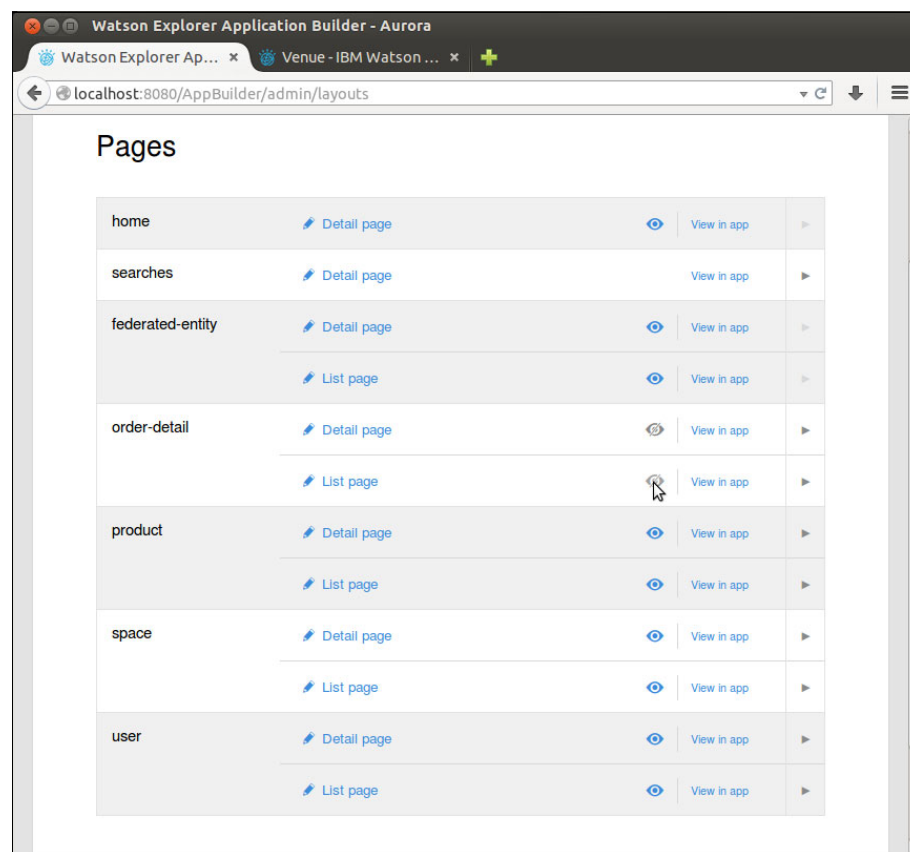 Watson Explorer Application Builder - Aurora
Watson Explorer Ap... Venue - IBM Watson ...
localhost:8080/AppBuilder/admin/layouts
Pages
home Detail page View in app
searches Detail page View in app
federated-entity Detail page View in app
List page View in app
order-detail Detail page View in app
List page View in app
product Detail page View in app
List page View in app
space Detail page View in app
List page View in app
user Detail page View in app
List page View in app